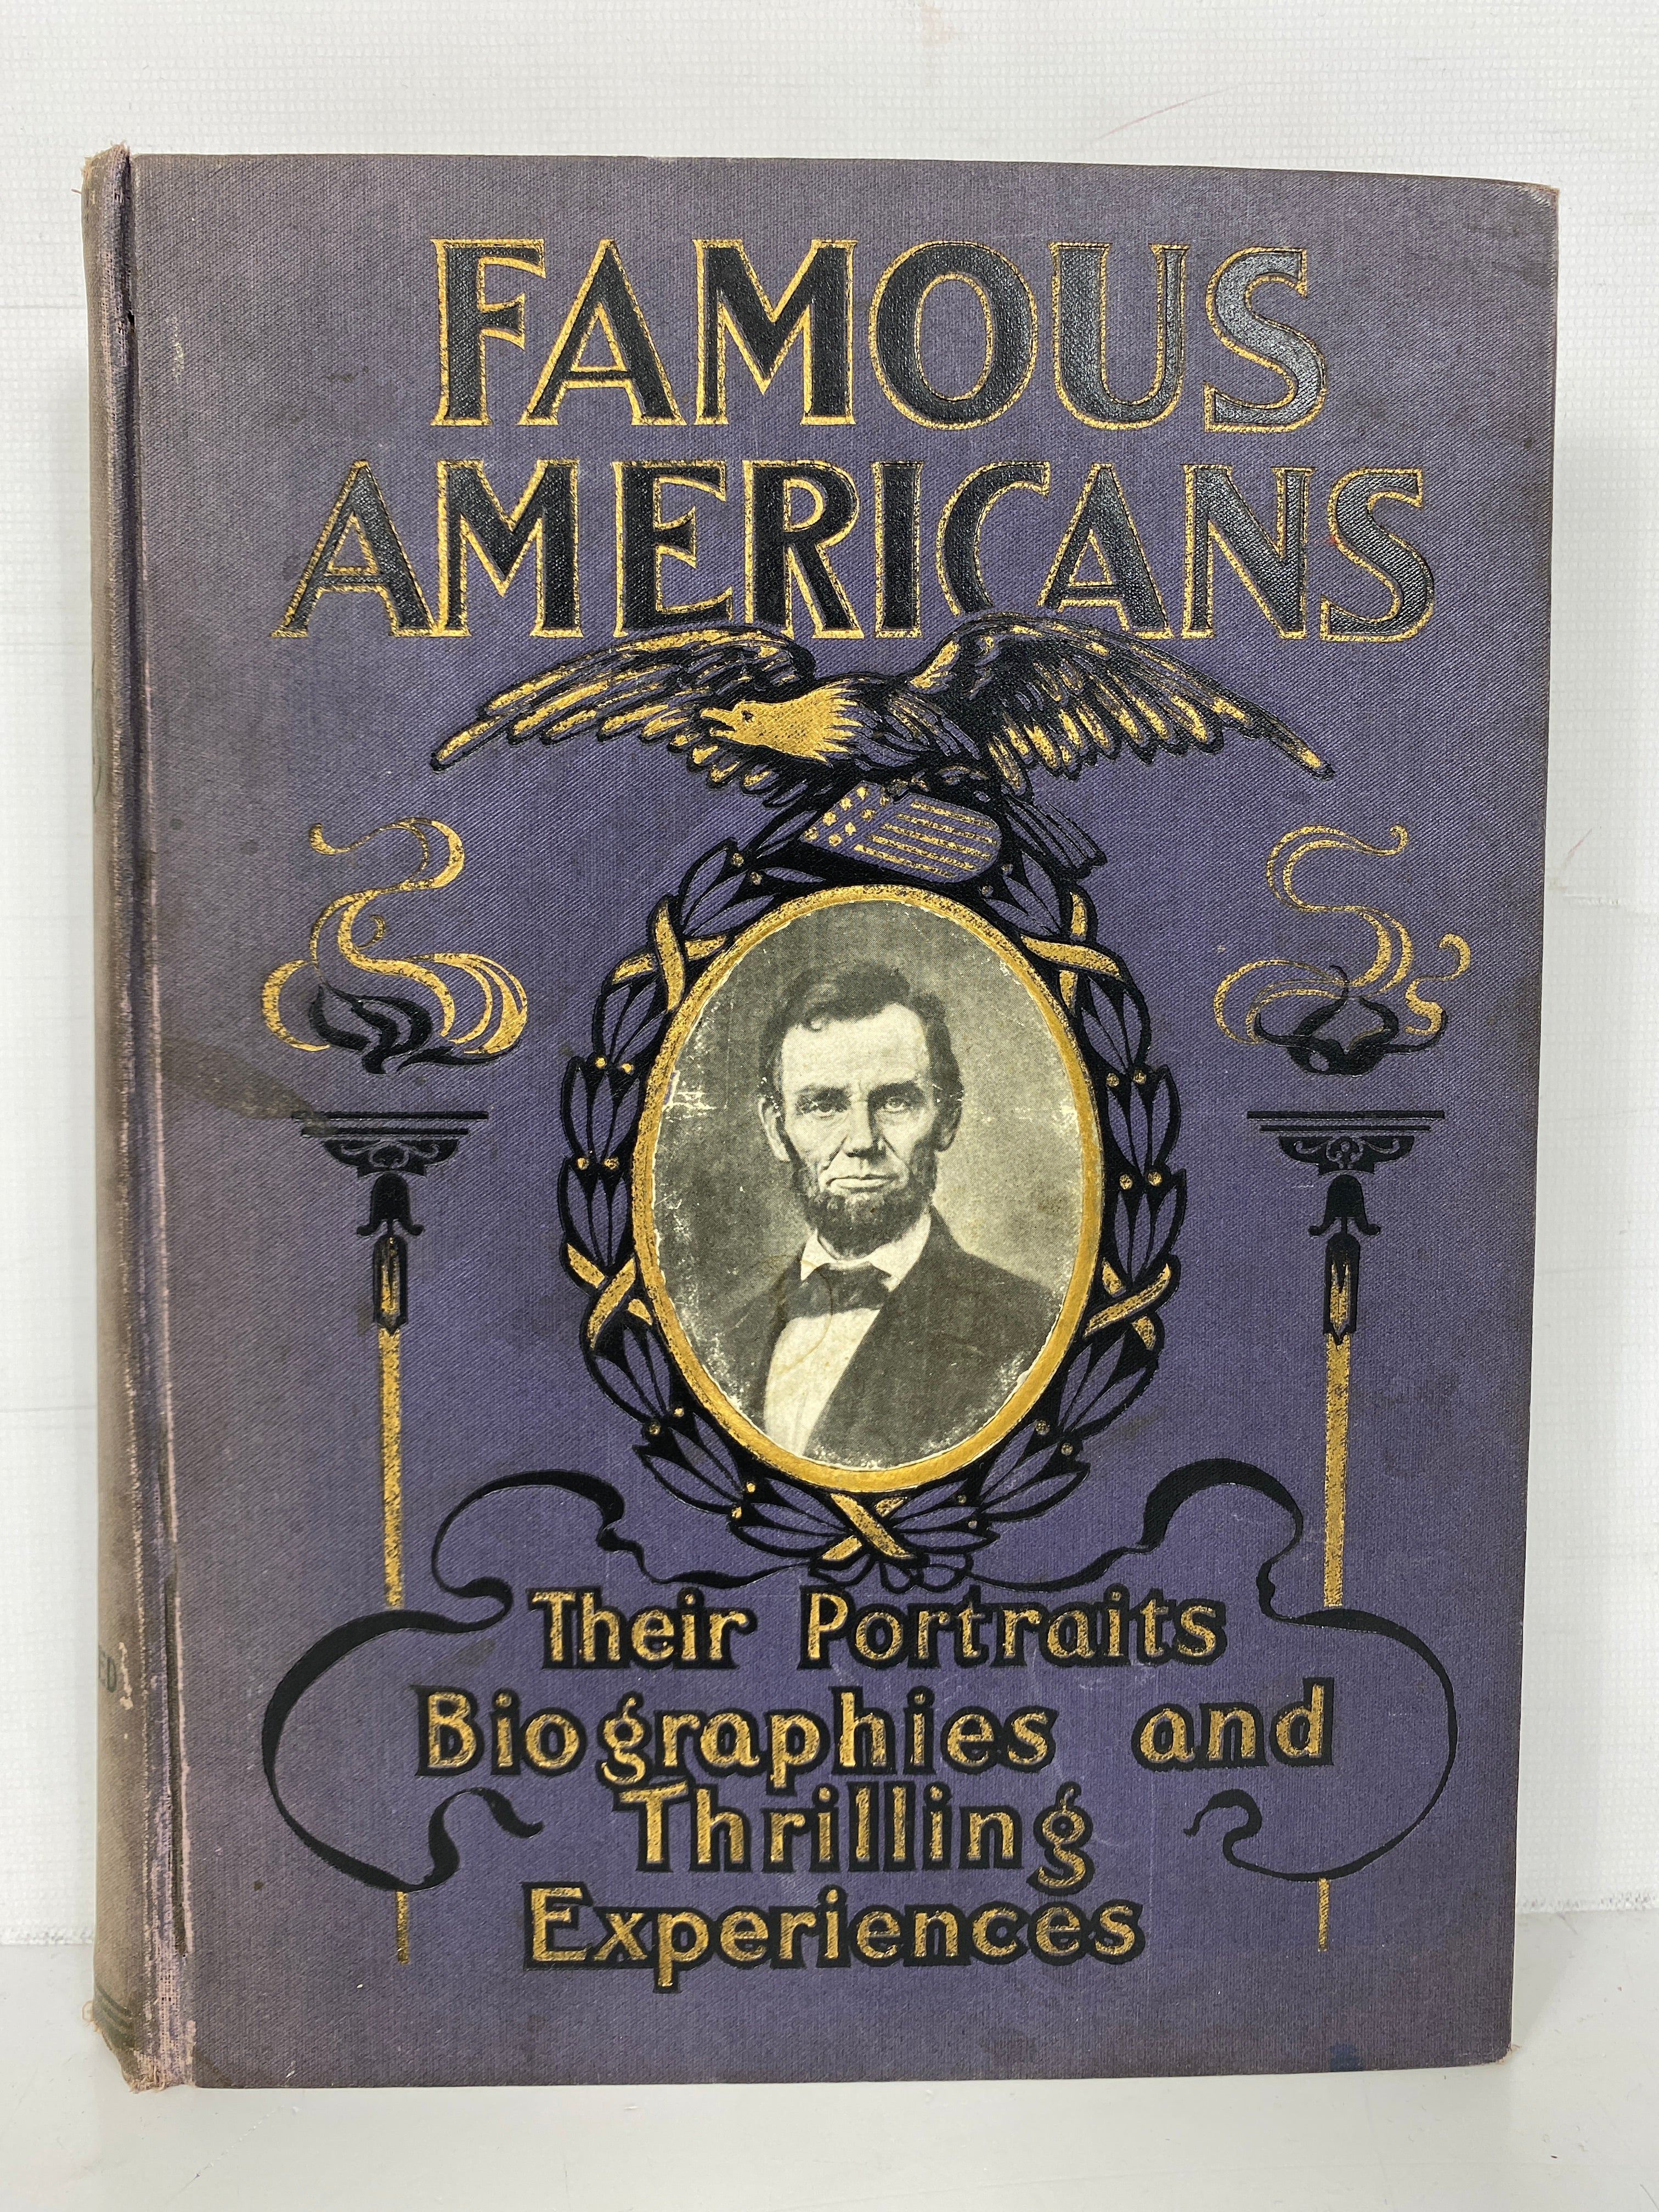 FAMOUS
AMERICANS
Their Portraits
Biographies and
Thrilling
Experiences